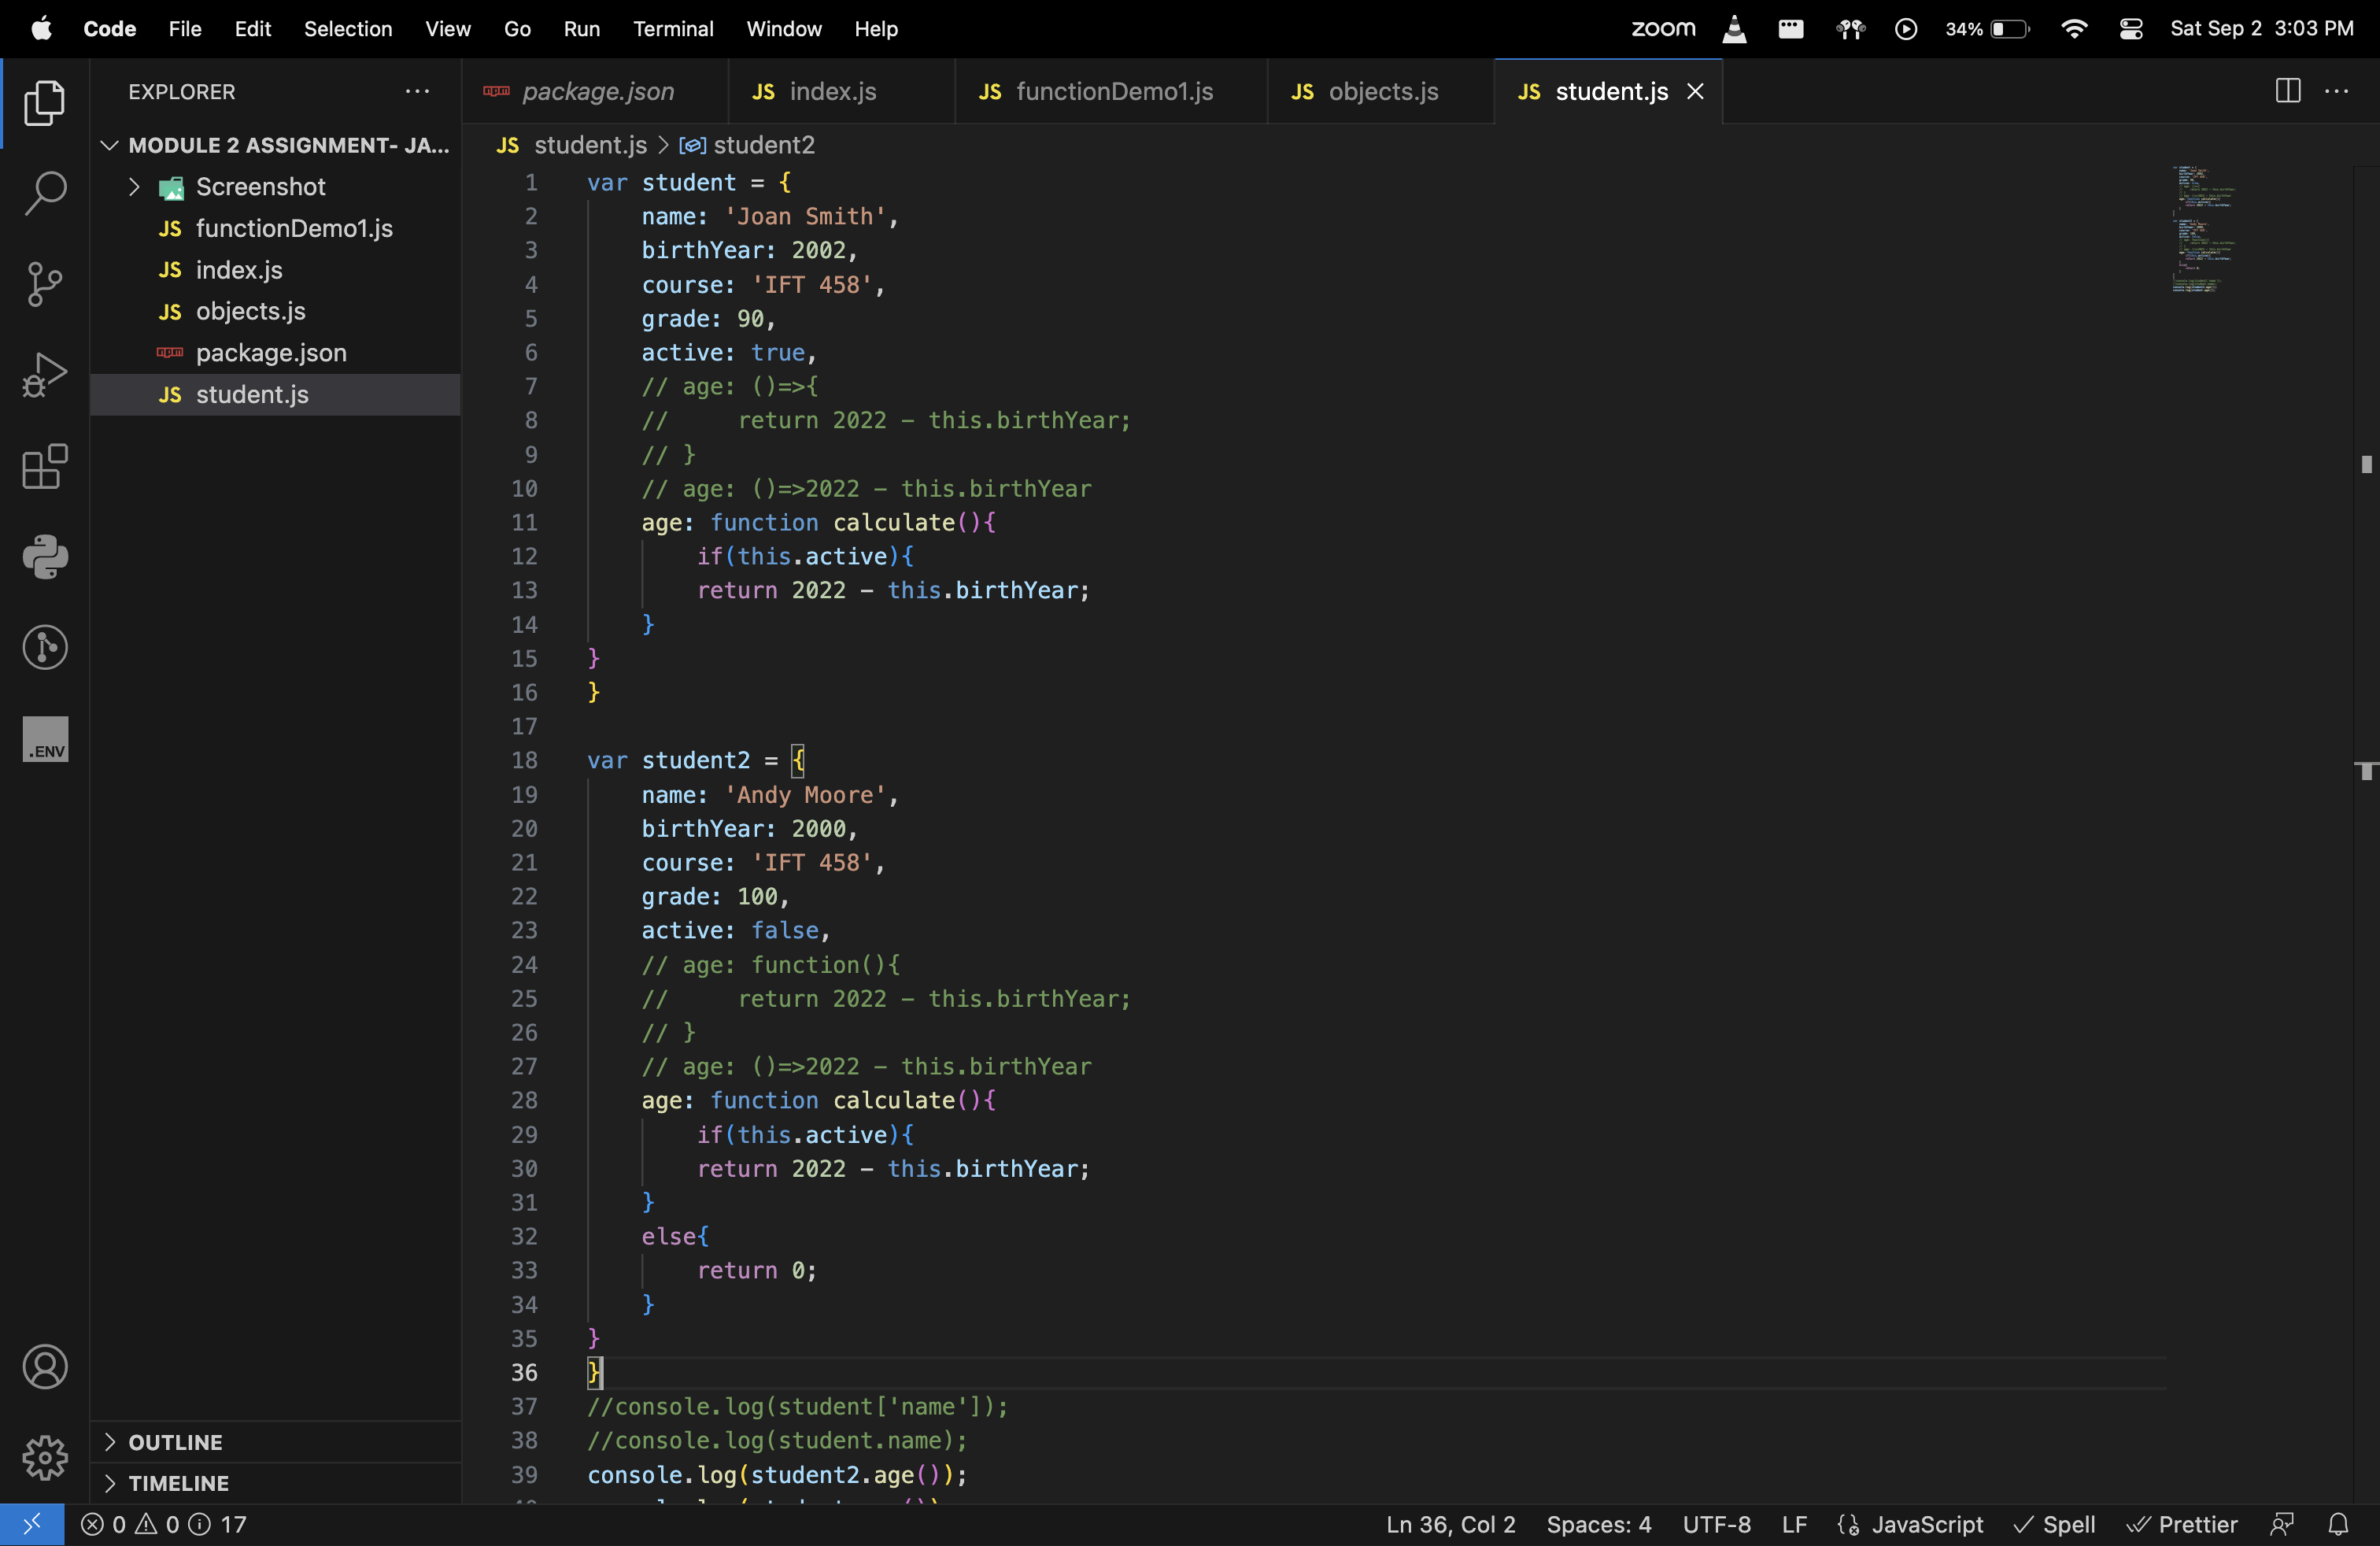 Code File Edit Selection View Go Run Terminal Window Help zoom 34% Sat Sep 2 3:03 PM
EXPLORER
package.json JS index.js JS functionDemo1.js JS objects.js JS student.js
MODULE 2 ASSIGNMENT- JA...
Screenshot
JS functionDemo1.js
JS index.js
JS objects.js
package.json
JS student.js
.ENV
OUTLINE
TIMELINE
JS student.js > student2
1 var student = {
2 name: 'Joan Smith',
3 birthYear: 2002,
4 course: 'IFT 458',
5 grade: 90,
6 active: true,
7 // age: ()=>{
8 //     return 2022 - this.birthYear;
9 // }
10 // age: ()=>2022 - this.birthYear
11 age: function calculate(){
12 if(this.active){
13 return 2022 - this.birthYear;
14 }
15 }
16 }
17
18 var student2 = {
19 name: 'Andy Moore',
20 birthYear: 2000,
21 course: 'IFT 458',
22 grade: 100,
23 active: false,
24 // age: function(){
25 //     return 2022 - this.birthYear;
26 // }
27 // age: ()=>2022 - this.birthYear
28 age: function calculate(){
29 if(this.active){
30 return 2022 - this.birthYear;
31 }
32 else{
33 return 0;
34 }
35 }
36 }
37 //console.log(student['name']);
38 //console.log(student.name);
39 console.log(student2.age());
0 0 17 Ln 36, Col 2 Spaces: 4 UTF-8 LF JavaScript Spell Prettier